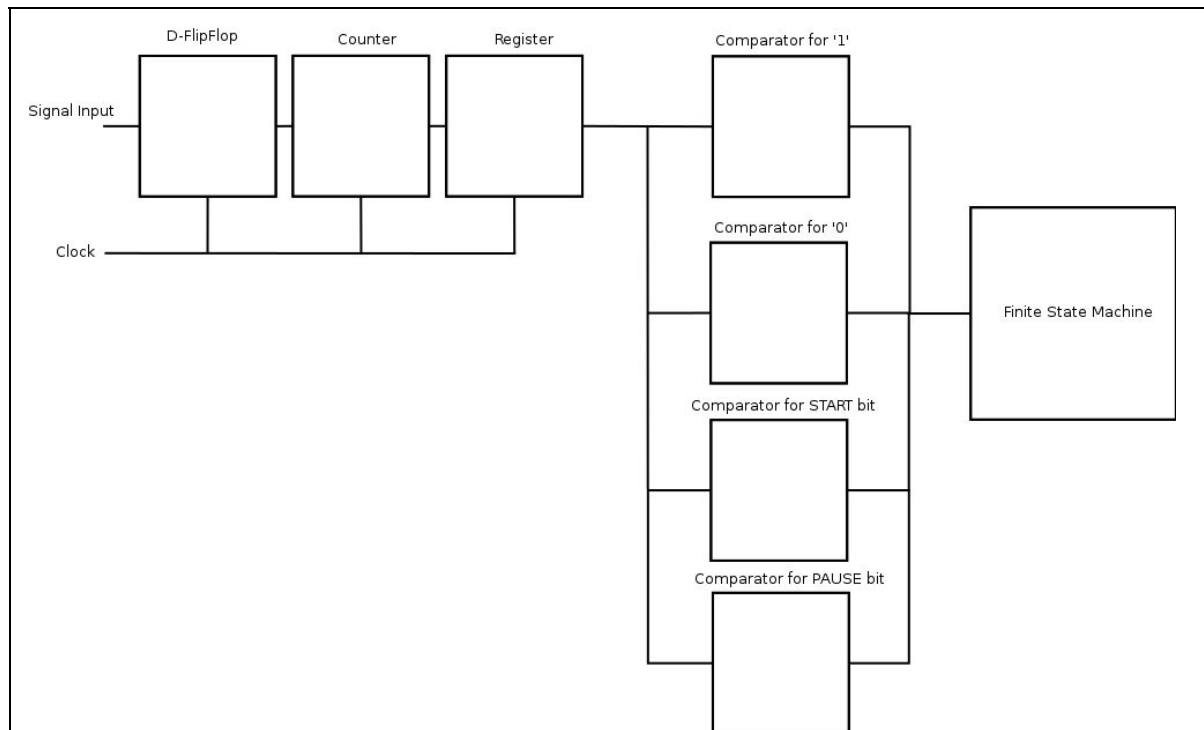 D-FlipFlop
Counter
Register
Comparator for '1'
Signal Input
Comparator for '0'
Clock
Finite State Machine
Comparator for START bit
Comparator for PAUSE bit